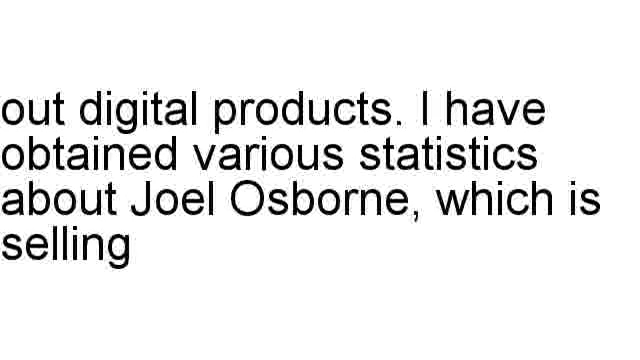 out digital products. I have
obtained various statistics
about Joel Osborne, which is
selling